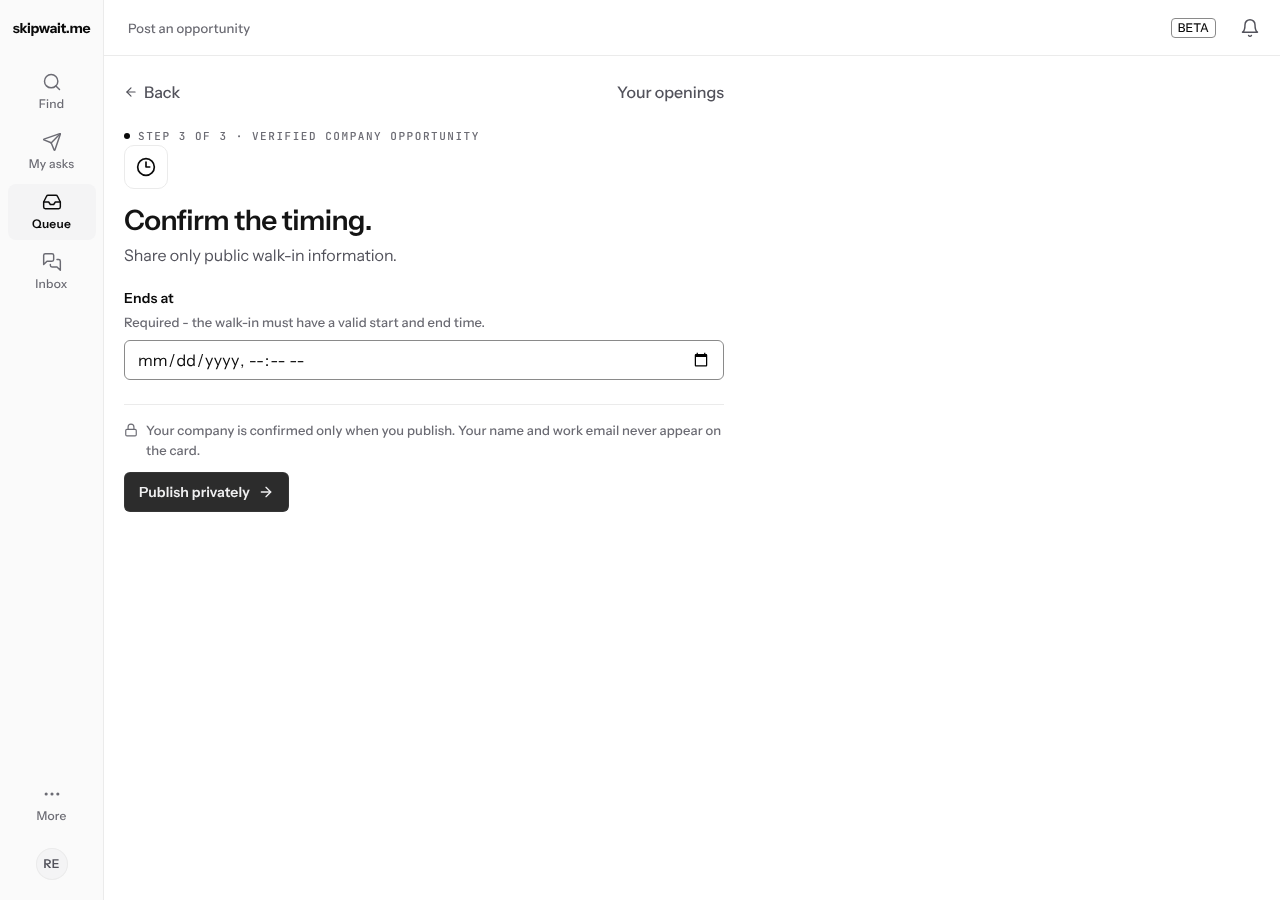 skipwait.me
Post an opportunity
BETA
Find
My asks
Queue
Inbox
More
RE
Back
Your openings
STEP 3 OF 3 · VERIFIED COMPANY OPPORTUNITY
Confirm the timing.
Share only public walk-in information.
Ends at
Required - the walk-in must have a valid start and end time.
mm/dd/yyyy, --:-- --
Your company is confirmed only when you publish. Your name and work email never appear on
the card.
Publish privately